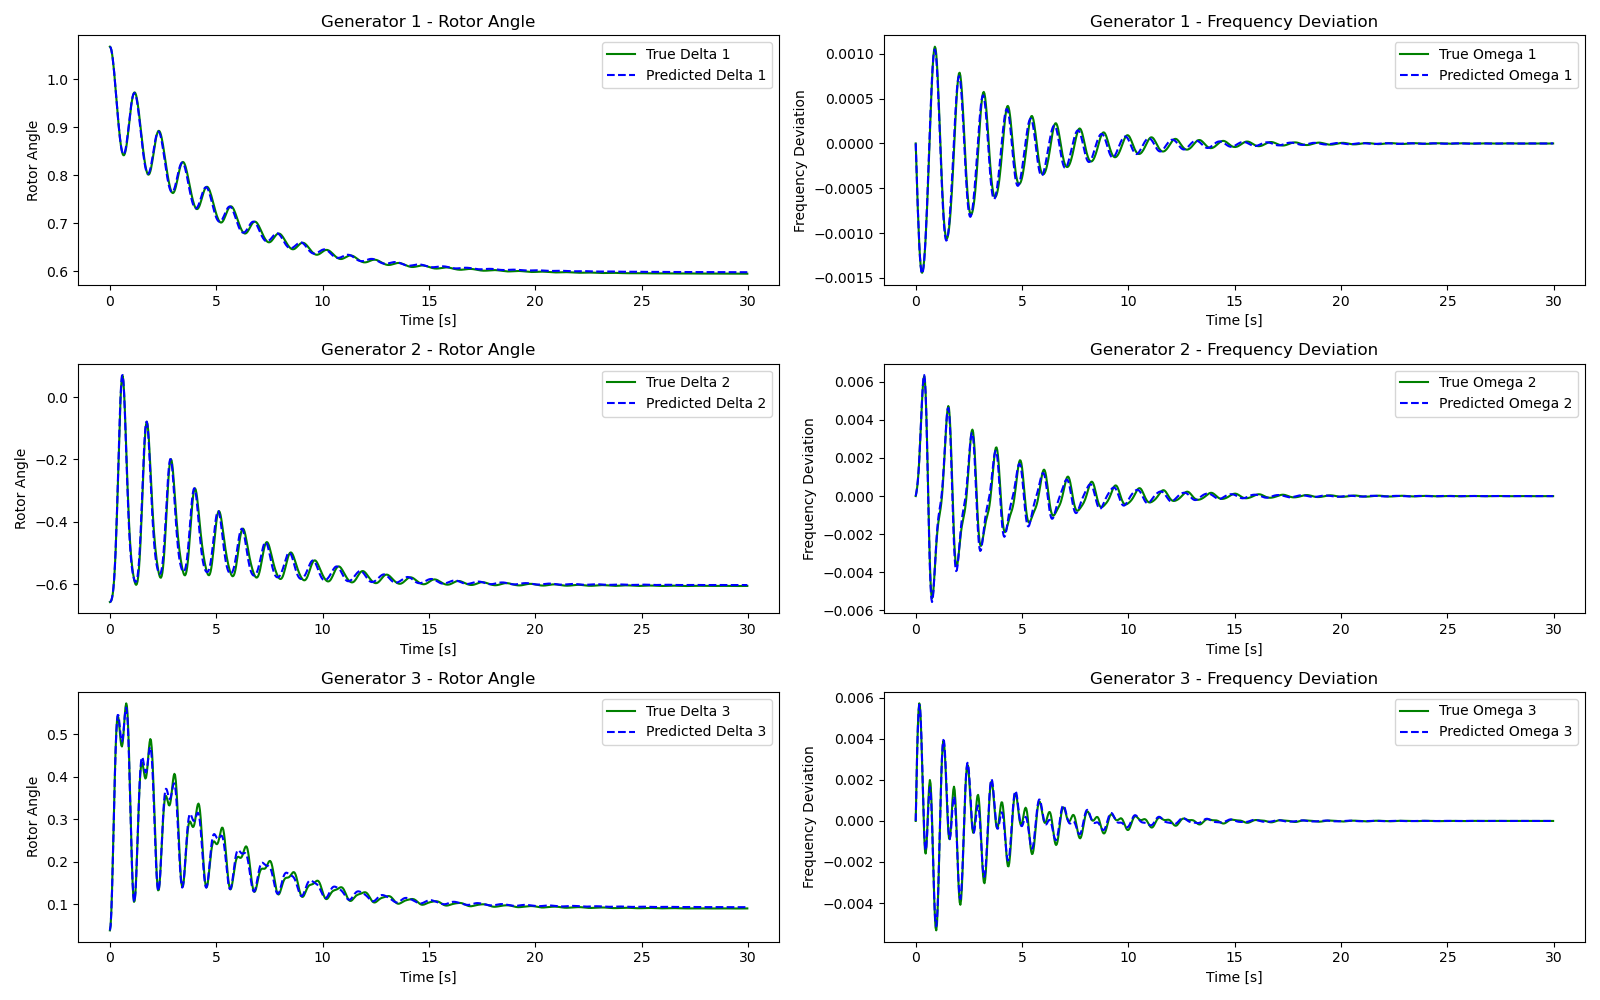 Generator 1 - Rotor Angle
Rotor Angle
1.0
0.9
0.8
0.7
0.6
True Delta 1
Predicted Delta 1
0 5 10 15 20 25 30
Time [s]
Generator 1 - Frequency Deviation
Frequency Deviation
0.0010
0.0005
0.0000
−0.0005
−0.0010
−0.0015
True Omega 1
Predicted Omega 1
0 5 10 15 20 25 30
Time [s]
Generator 2 - Rotor Angle
Rotor Angle
0.0
−0.2
−0.4
−0.6
True Delta 2
Predicted Delta 2
0 5 10 15 20 25 30
Time [s]
Generator 2 - Frequency Deviation
Frequency Deviation
0.006
0.004
0.002
0.000
−0.002
−0.004
−0.006
True Omega 2
Predicted Omega 2
0 5 10 15 20 25 30
Time [s]
Generator 3 - Rotor Angle
Rotor Angle
0.5
0.4
0.3
0.2
0.1
True Delta 3
Predicted Delta 3
0 5 10 15 20 25 30
Time [s]
Generator 3 - Frequency Deviation
Frequency Deviation
0.006
0.004
0.002
0.000
−0.002
−0.004
True Omega 3
Predicted Omega 3
0 5 10 15 20 25 30
Time [s]